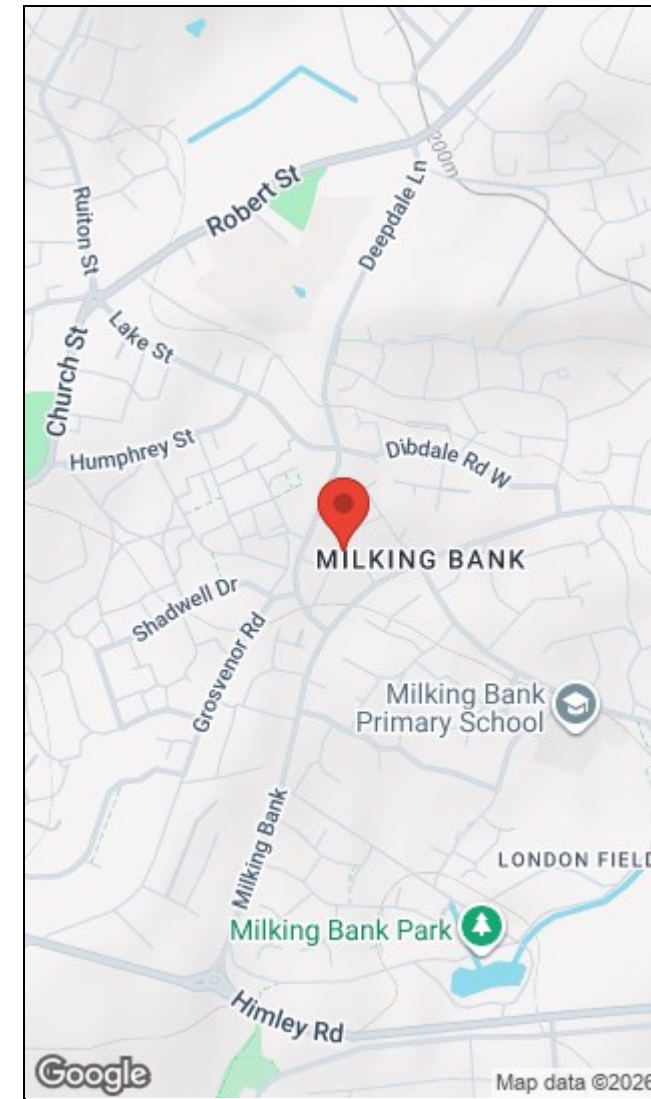 200m
Robert St
Deepdale Ln
Ruiton St
Lake St
Church St
Humphrey St
Dibdale Rd W
MILKING BANK
Shadwell Dr
Grosvenor Rd
Milking Bank
Primary School
Milking Bank
LONDON FIELD
Milking Bank Park
Himley Rd
Google
Map data ©2026